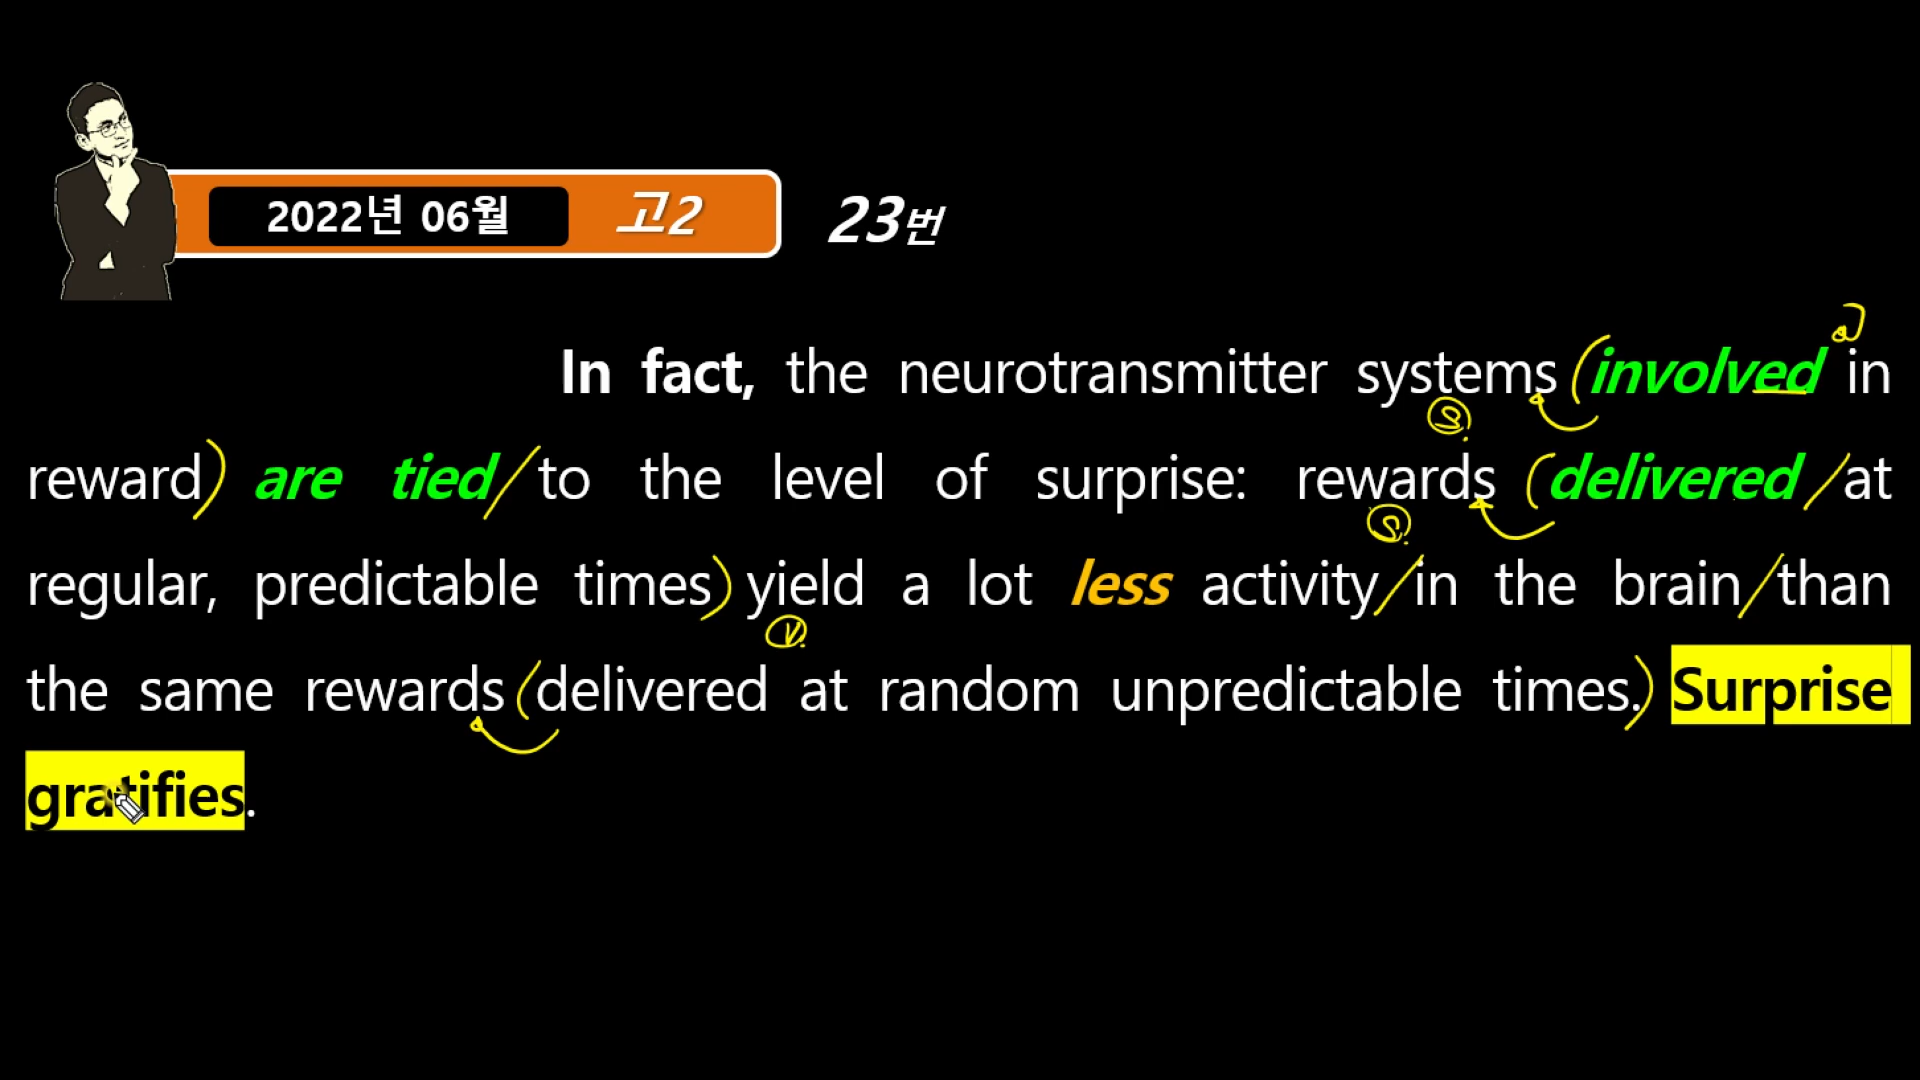 2022년 06월 고2 23번
In fact, the neurotransmitter systems (involved in
reward) are tied/ to the level of surprise: rewards (delivered/ at
regular, predictable times) yield a lot less activity/ in the brain/ than
the same rewards (delivered at random unpredictable times.) Surprise
gratifies.